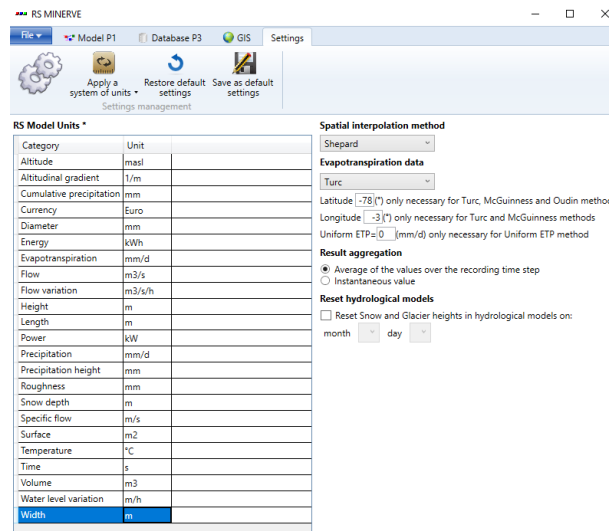 RS MINERVE
File Model P1 Database P3 GIS Settings
Apply a system of units
Restore default settings
Save as default settings
Settings management
RS Model Units *
Category Unit
Altitude masl
Altitudinal gradient 1/m
Cumulative precipitation mm
Currency Euro
Diameter mm
Energy kWh
Evapotranspiration mm/d
Flow m3/s
Flow variation m3/s/h
Height m
Length m
Power kW
Precipitation mm/d
Precipitation height mm
Roughness mm
Snow depth m
Specific flow m/s
Surface m2
Temperature °C
Time s
Volume m3
Water level variation m/h
Width m
Spatial interpolation method
Shepard
Evapotranspiration data
Turc
Latitude -78 (°) only necessary for Turc, McGuinness and Oudin method
Longitude -3 (°) only necessary for Turc and McGuinness methods
Uniform ETP= 0 (mm/d) only necessary for Uniform ETP method
Result aggregation
Average of the values over the recording time step
Instantaneous value
Reset hydrological models
Reset Snow and Glacier heights in hydrological models on:
month day